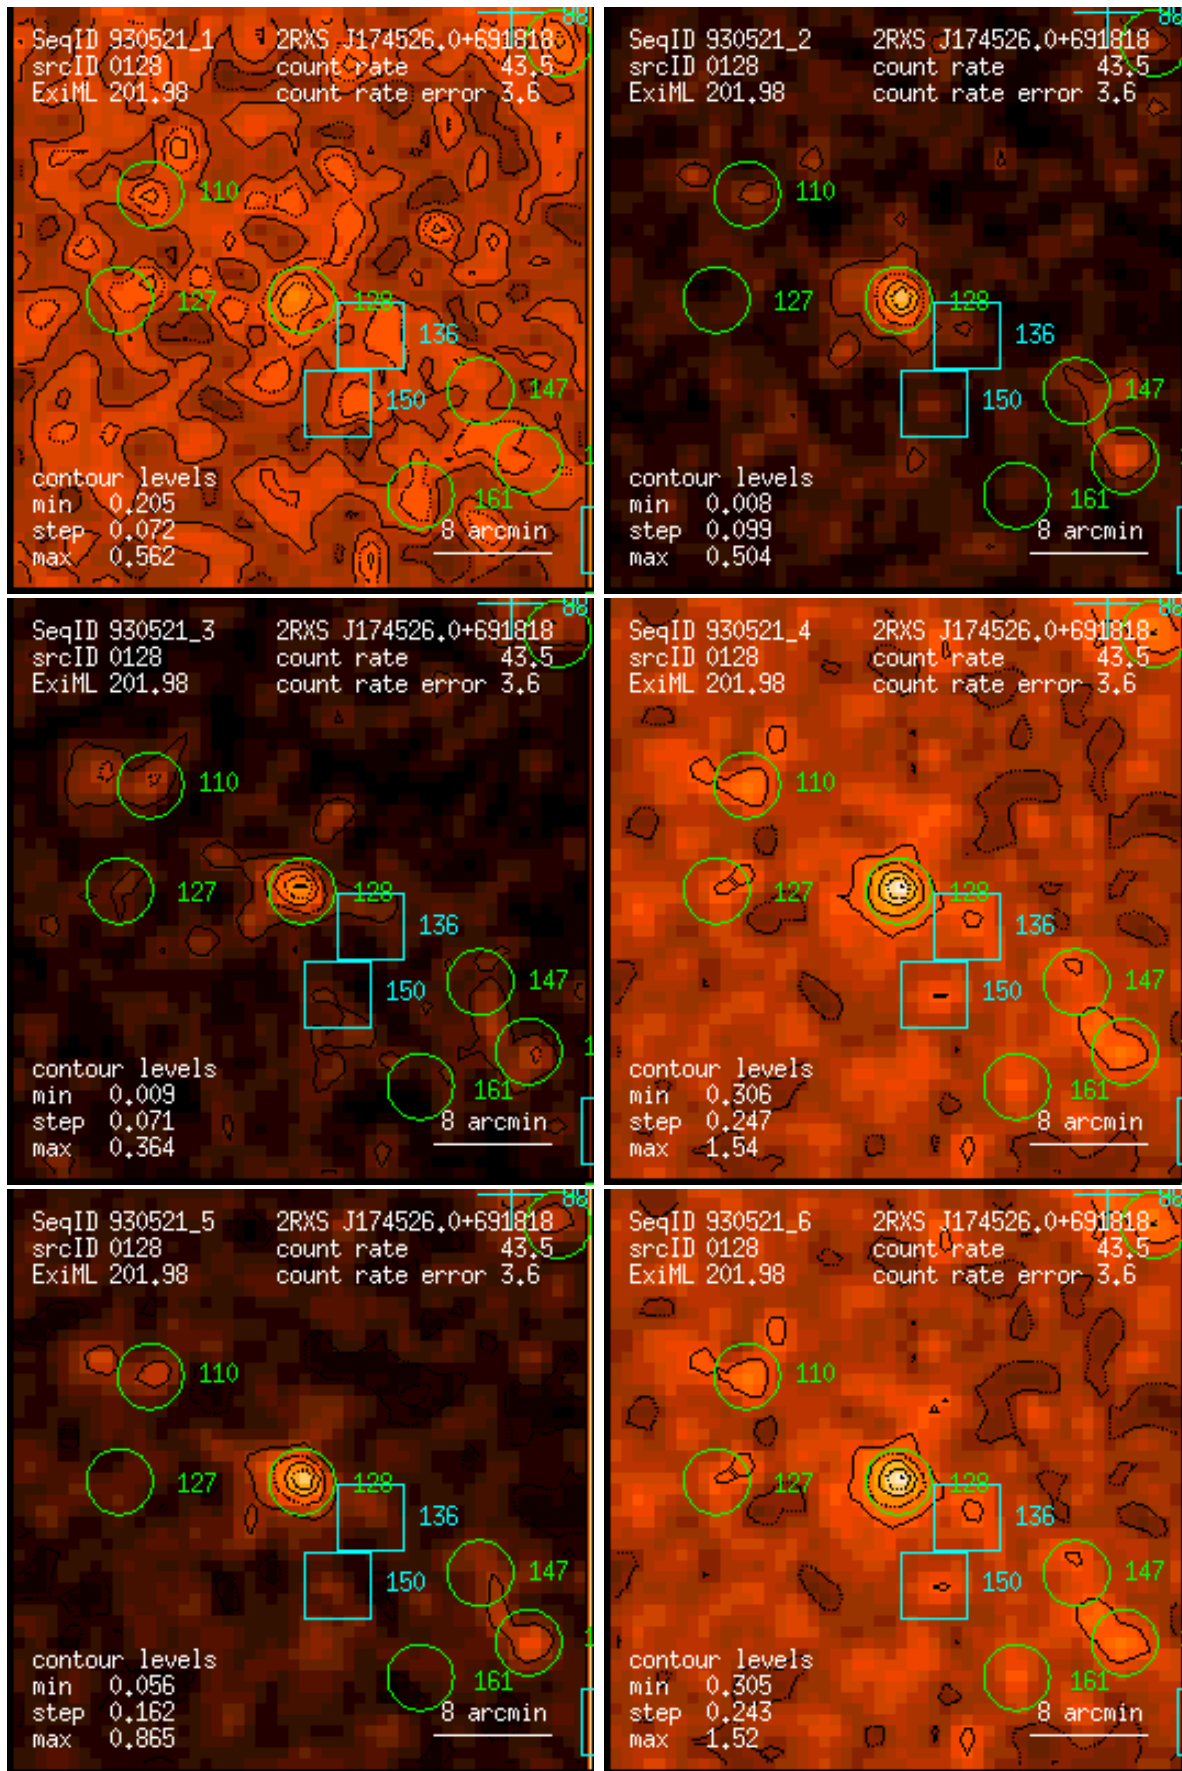 SeqID 930521_1 2RXS J174526.0+691818
srcID 0128 count rate 43.5
ExiML 201.98 count rate error 3.6
110
127
128
136
150
147
161
contour levels
min 0.205
step 0.072
max 0.562
8 arcmin
SeqID 930521_2 2RXS J174526.0+691818
srcID 0128 count rate 43.5
ExiML 201.98 count rate error 3.6
110
127
128
136
150
147
161
contour levels
min 0.008
step 0.099
max 0.504
8 arcmin
SeqID 930521_3 2RXS J174526.0+691818
srcID 0128 count rate 43.5
ExiML 201.98 count rate error 3.6
110
127
128
136
150
147
161
contour levels
min 0.009
step 0.071
max 0.364
8 arcmin
SeqID 930521_4 2RXS J174526.0+691818
srcID 0128 count rate 43.5
ExiML 201.98 count rate error 3.6
110
127
128
136
150
147
161
contour levels
min 0.306
step 0.247
max 1.54
8 arcmin
SeqID 930521_5 2RXS J174526.0+691818
srcID 0128 count rate 43.5
ExiML 201.98 count rate error 3.6
110
127
128
136
150
147
161
contour levels
min 0.056
step 0.162
max 0.865
8 arcmin
SeqID 930521_6 2RXS J174526.0+691818
srcID 0128 count rate 43.5
ExiML 201.98 count rate error 3.6
110
127
128
136
150
147
161
contour levels
min 0.305
step 0.243
max 1.52
8 arcmin